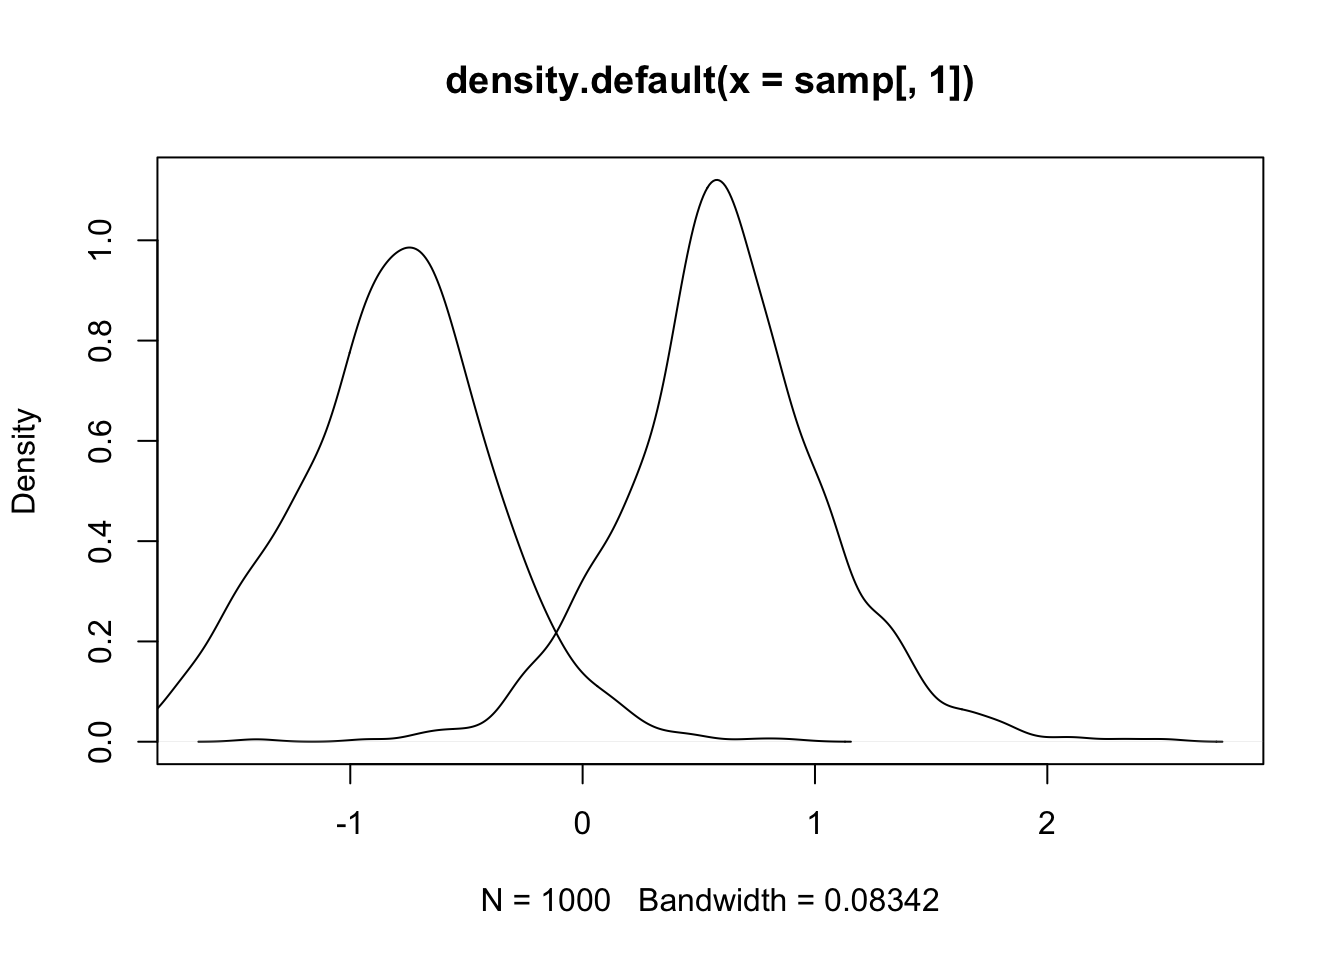 density.default(x = samp[, 1])
Density
1.0
0.8
0.6
0.4
0.2
0.0
-1 0 1 2
N = 1000 Bandwidth = 0.08342